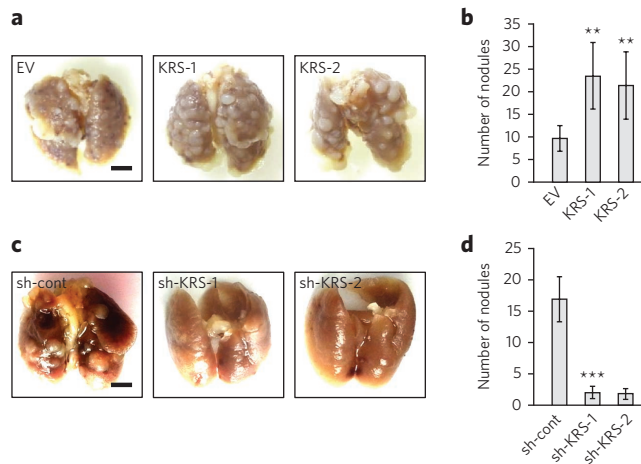 a
EV
KRS-1
KRS-2
b
Number of nodules
35
30
25
20
15
10
5
0
**
**
EV
KRS-1
KRS-2
c
sh-cont
sh-KRS-1
sh-KRS-2
d
Number of nodules
25
20
15
10
5
0
***
sh-cont
sh-KRS-1
sh-KRS-2